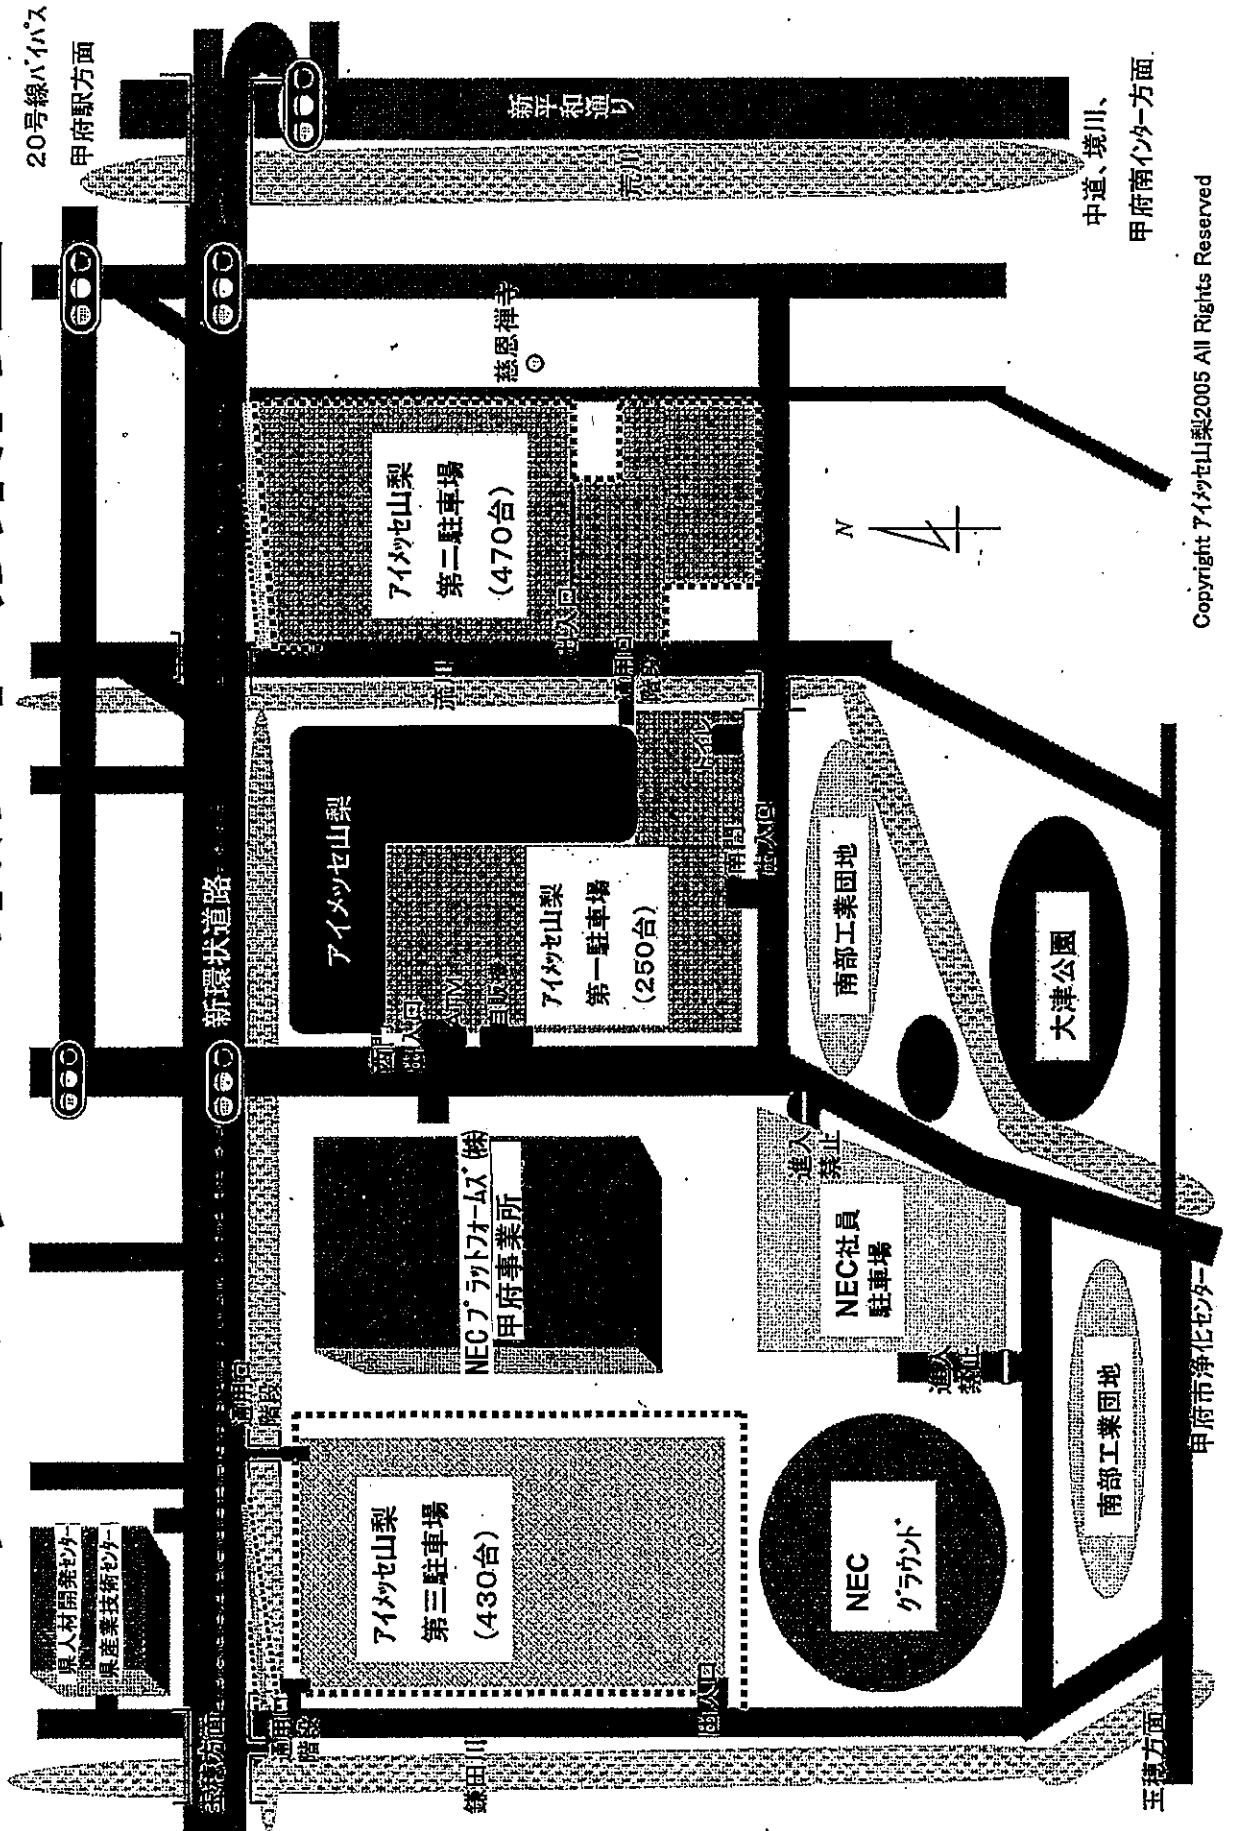 20号線バイパス
甲府駅方面
新平和通り
荒川
中道、境川、
甲府南インター方面
慈恩禅寺
アイメッセ山梨
第二駐車場
(470台)
出入口
通用口
階段
流川
N
新環状道路
アイメッセ山梨
アイメッセ山梨
第一駐車場
(250台)
トイレ
南門
出入口
西門
出入口
ATM
自販機
南部工業団地
大津公園
NECプラットフォームズ(株)
甲府事業所
進入
禁止
NEC社員
駐車場
進入
禁止
通用口
階段
県人材開発センター
県産業技術センター
アイメッセ山梨
第三駐車場
(430台)
出入口
NEC
グラウンド
南部工業団地
甲府市浄化センター
玉穂方面
通用口
階段
鎌田川
玉穂方面
Copyright アイメッセ山梨2005 All Rights Reserved